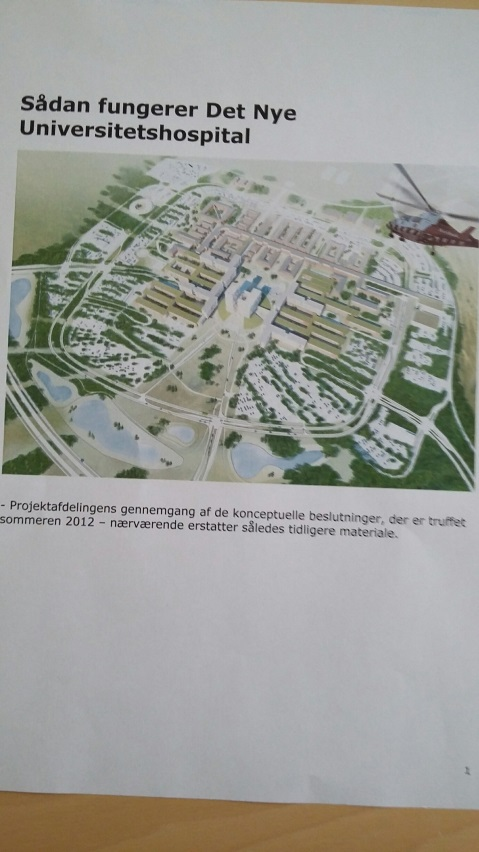 Sådan fungerer Det Nye
Universitetshospital
- Projektafdelingens gennemgang af de konceptuelle beslutninger, der er truffet
sommeren 2012 – nærværende erstatter således tidligere materiale.